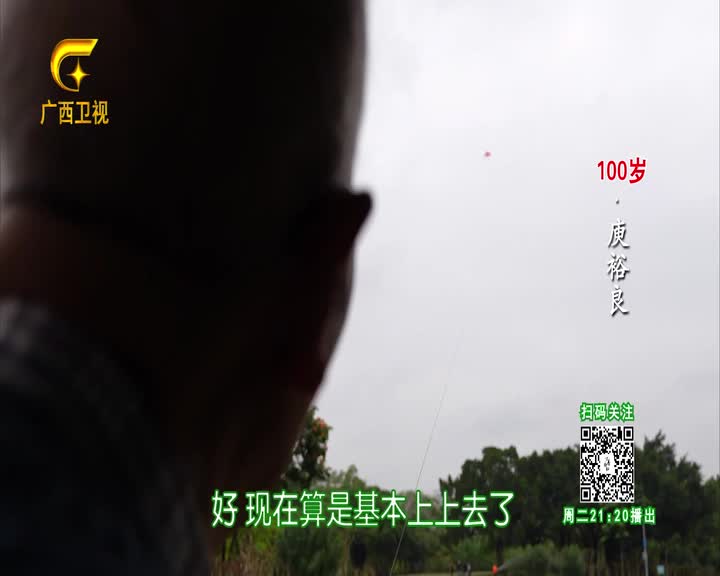 广西卫视
100岁
·庾裕良
扫码关注
周二21:20播出
好 现在算是基本上上去了